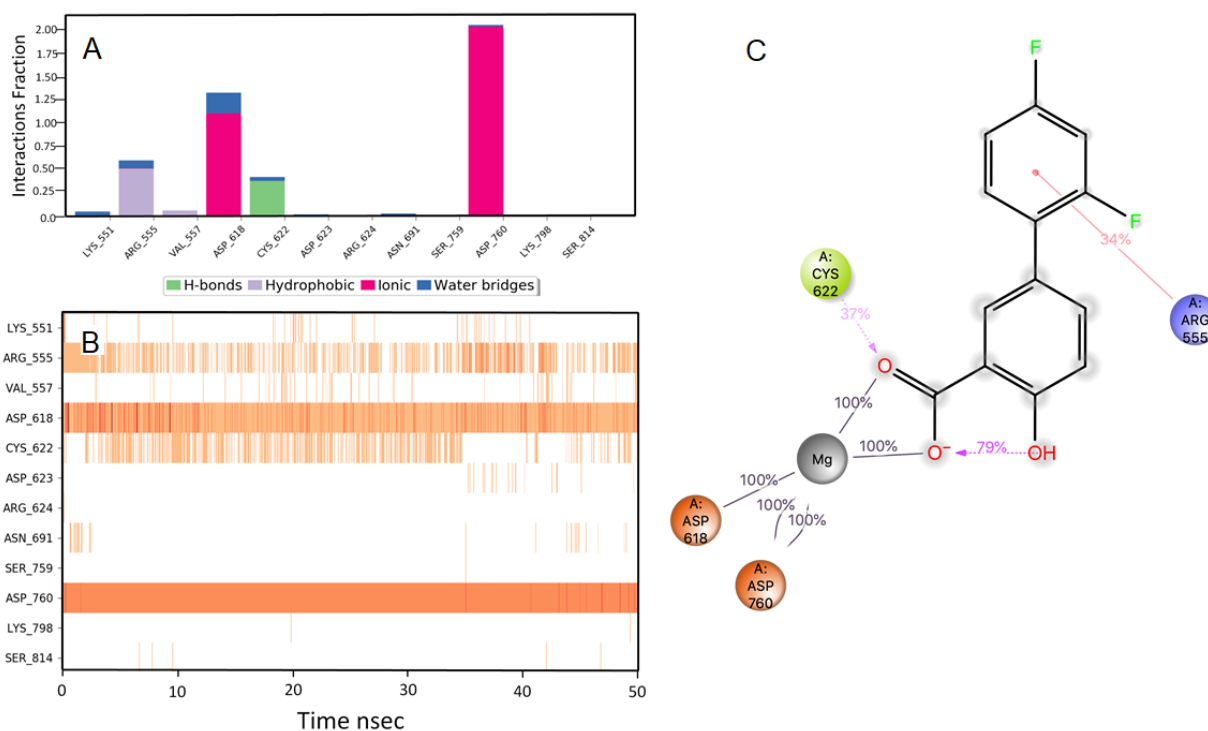 A
Interactions Fraction
2.00
1.75
1.50
1.25
1.00
0.75
0.50
0.25
0.0
LYS_551
ARG_555
VAL_557
ASP_618
CYS_622
ASP_623
ARG_624
ASN_691
SER_759
ASP_760
LYS_798
SER_814
H-bonds Hydrophobic Ionic Water bridges
B
LYS_551
ARG_555
VAL_557
ASP_618
CYS_622
ASP_623
ARG_624
ASN_691
SER_759
ASP_760
LYS_798
SER_814
0 10 20 30 40 50
Time nsec
C
F
F
34%
A:
ARG
555
A:
CYS
622
37%
O
100%
Mg
100%
O⁻
79%
OH
100%
A:
ASP
618
100%
100%
A:
ASP
760